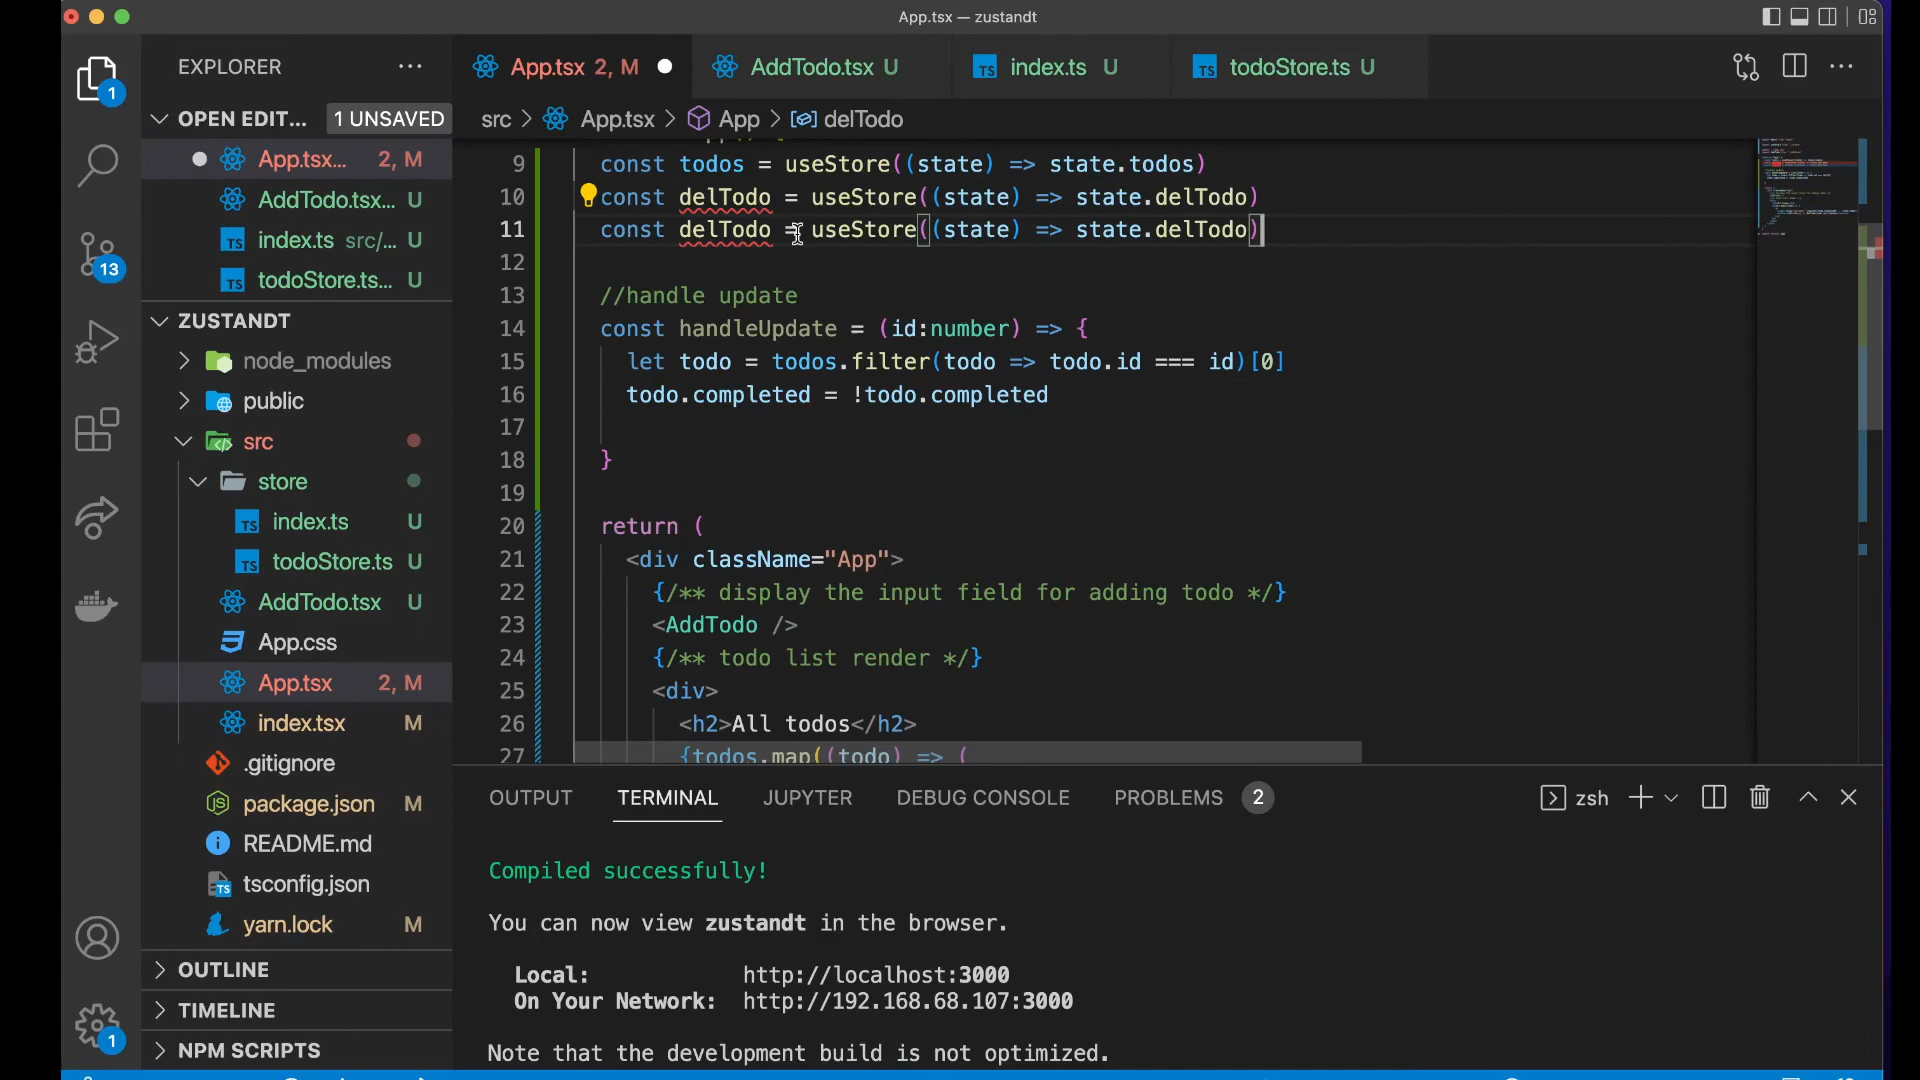 App.tsx — zustandt
EXPLORER
App.tsx 2, M
AddTodo.tsx U
index.ts U
todoStore.ts U
1
OPEN EDIT... 1 UNSAVED
src > App.tsx > App > delTodo
App.tsx... 2, M
AddTodo.tsx... U
index.ts src/... U
todoStore.ts... U
13
ZUSTANDT
node_modules
public
src
store
index.ts U
todoStore.ts U
AddTodo.tsx U
App.css
App.tsx 2, M
index.tsx M
.gitignore
package.json M
README.md
tsconfig.json
yarn.lock M
OUTLINE
TIMELINE
NPM SCRIPTS
1
9 const todos = useStore((state) => state.todos)
10 const delTodo = useStore((state) => state.delTodo)
11 const delTodo = useStore((state) => state.delTodo)
12
13 //handle update
14 const handleUpdate = (id:number) => {
15 let todo = todos.filter(todo => todo.id === id)[0]
16 todo.completed = !todo.completed
17
18 }
19
20 return (
21 <div className="App">
22 {/** display the input field for adding todo */}
23 <AddTodo />
24 {/** todo list render */}
25 <div>
26 <h2>All todos</h2>
27 {todos.map((todo) => (
OUTPUT TERMINAL JUPYTER DEBUG CONSOLE PROBLEMS 2
zsh
Compiled successfully!
You can now view zustandt in the browser.
Local: http://localhost:3000
On Your Network: http://192.168.68.107:3000
Note that the development build is not optimized.